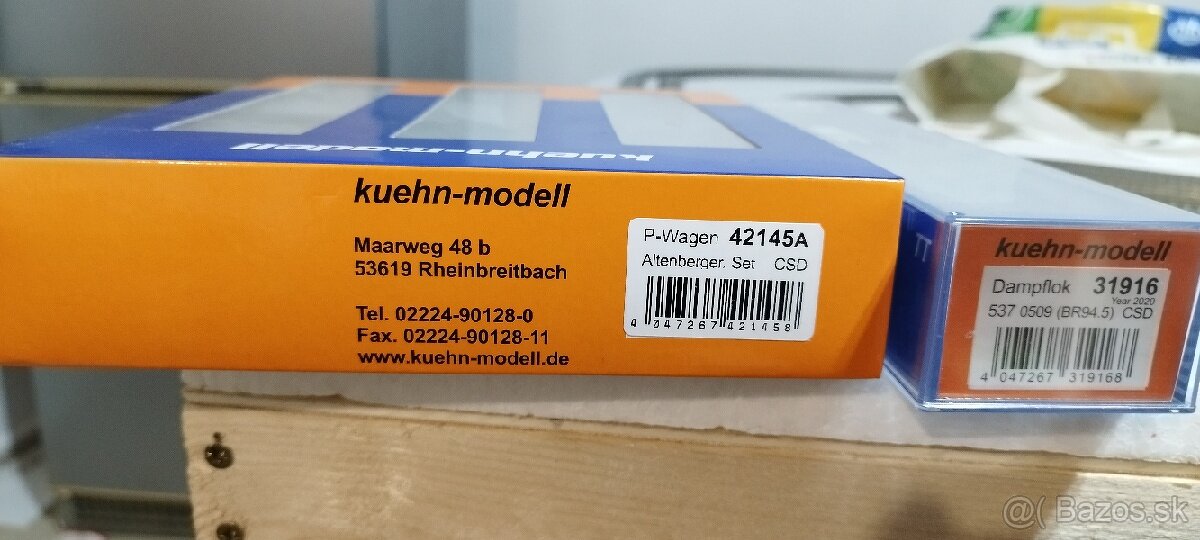 kuehn-modell
kuehn-modell
Maarweg 48 b
53619 Rheinbreitbach
Tel. 02224-90128-0
Fax. 02224-90128-11
www.kuehn-modell.de
P-Wagen 42145A
Altenberger. Set CSD
4 047267 421458
TT
kuehn-modell
Dampflok 31916
Year 2020
537 0509 (BR94.5) CSD
4 047267 319168
@( Bazos.sk